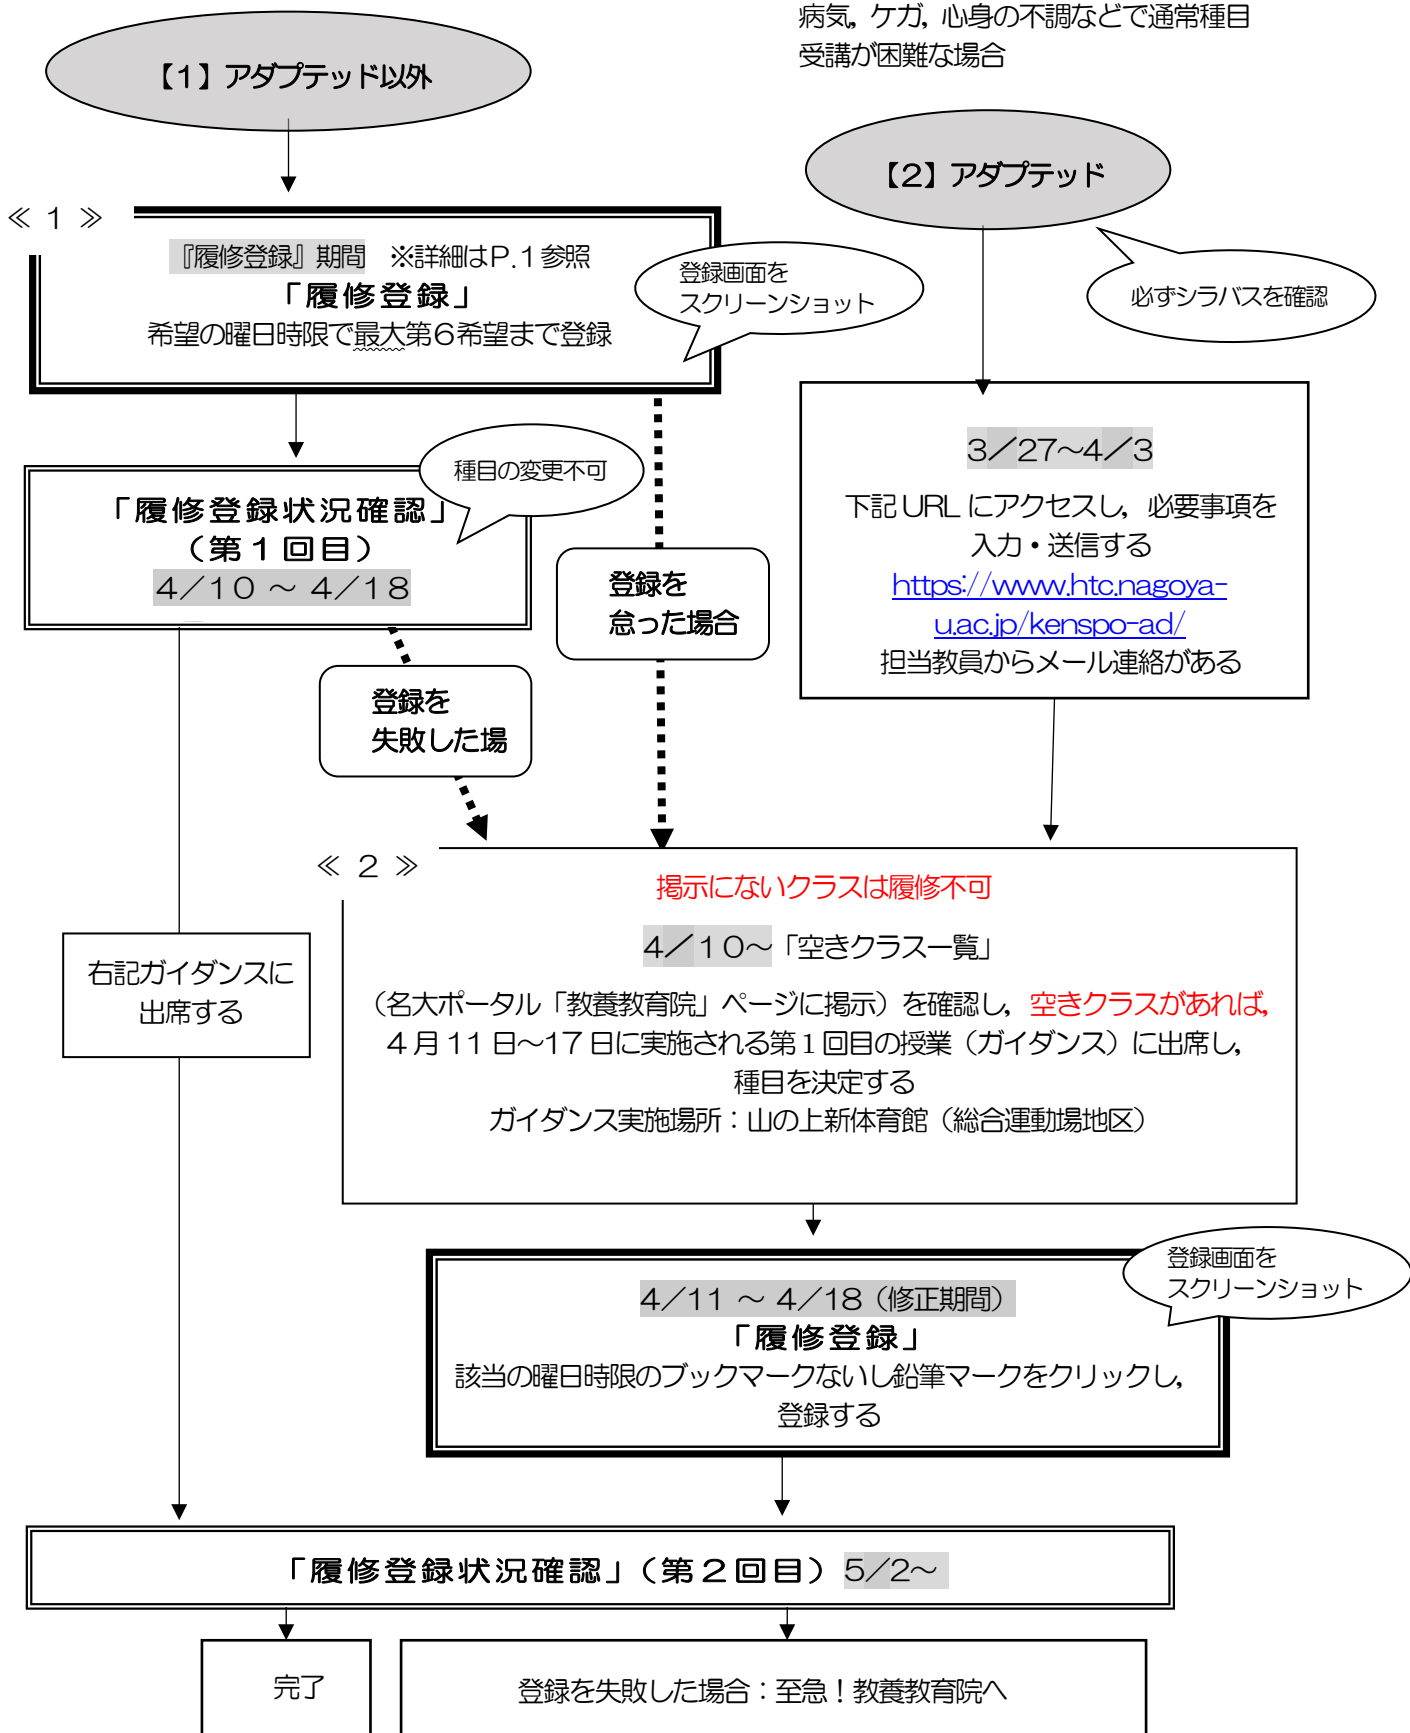 病気，ケガ，心身の不調などで通常種目
受講が困難な場合
【１】アダプテッド以外
【２】アダプテッド
≪ １ ≫
『履修登録』期間　※詳細はＰ.１参照
「履修登録」
希望の曜日時限で最大第６希望まで登録
登録画面を
スクリーンショット
必ずシラバスを確認
種目の変更不可
「履修登録状況確認」
（第１回目）
４／１０ ～ ４／１８
３／２７～４／３
下記 URL にアクセスし，必要事項を
入力・送信する
https://www.htc.nagoya-
u.ac.jp/kenspo-ad/
担当教員からメール連絡がある
登録を
怠った場合
登録を
失敗した場
≪ ２ ≫
掲示にないクラスは履修不可
４／１０～「空きクラス一覧」
（名大ポータル「教養教育院」ページに掲示）を確認し，空きクラスがあれば，
４月 11 日～17 日に実施される第１回目の授業（ガイダンス）に出席し，
種目を決定する
ガイダンス実施場所：山の上新体育館（総合運動場地区）
右記ガイダンスに
出席する
登録画面を
スクリーンショット
４／11 ～ ４／18（修正期間）
「履修登録」
該当の曜日時限のブックマークないし鉛筆マークをクリックし，
登録する
「履修登録状況確認」（第２回目）５／２～
完了
登録を失敗した場合：至急！教養教育院へ